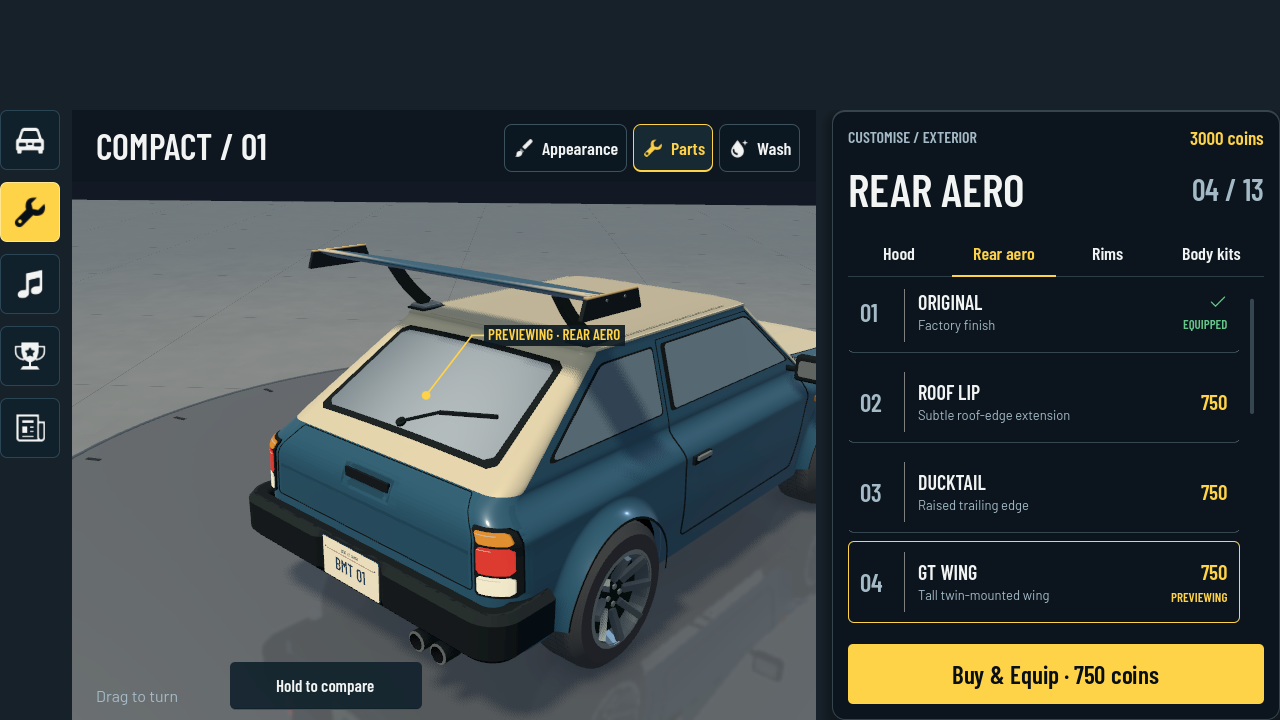 COMPACT / 01
Appearance
Parts
Wash
PREVIEWING · REAR AERO
BMT 01
Drag to turn
Hold to compare
CUSTOMISE / EXTERIOR
3000 coins
REAR AERO
04 / 13
Hood
Rear aero
Rims
Body kits
01
ORIGINAL
Factory finish
EQUIPPED
02
ROOF LIP
Subtle roof-edge extension
750
03
DUCKTAIL
Raised trailing edge
750
04
GT WING
Tall twin-mounted wing
750
PREVIEWING
Buy & Equip · 750 coins